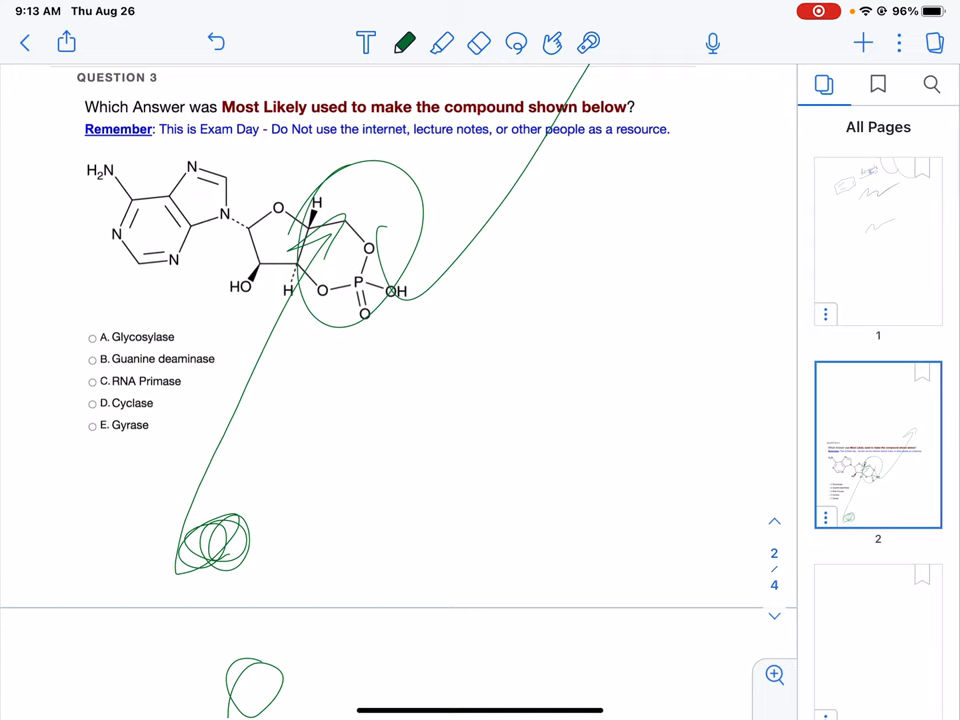 9:13 AM Thu Aug 26 96%
T
All Pages
QUESTION 3
Which Answer was Most Likely used to make the compound shown below?
Remember: This is Exam Day - Do Not use the internet, lecture notes, or other people as a resource.
H2N N
O H
N
N
N
O
HO H O P OH
O
A. Glycosylase
B. Guanine deaminase
C. RNA Primase
D. Cyclase
E. Gyrase
1
2
2
/
4